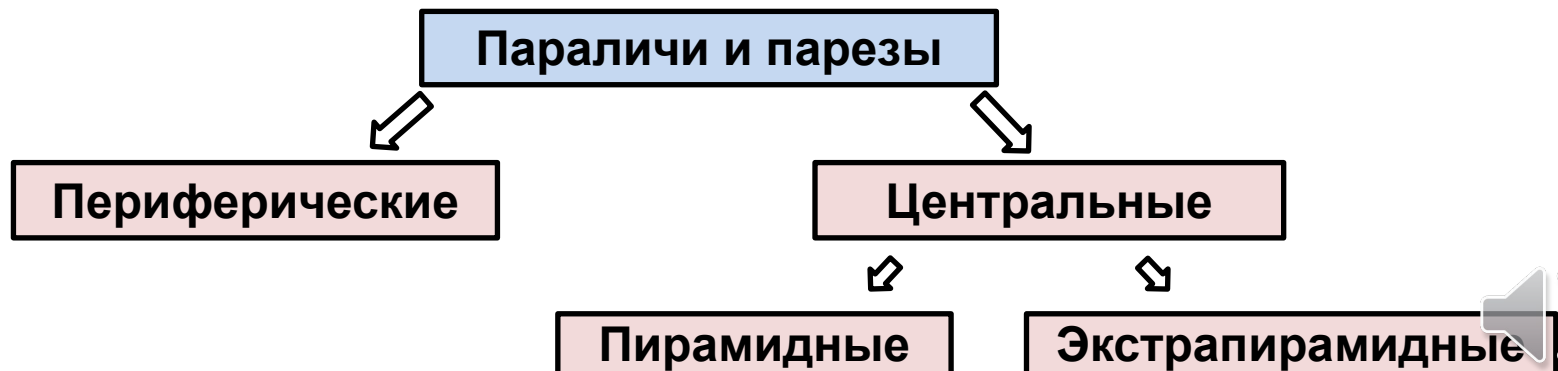 Параличи и парезы
Периферические
Центральные
Пирамидные
Экстрапирамидные